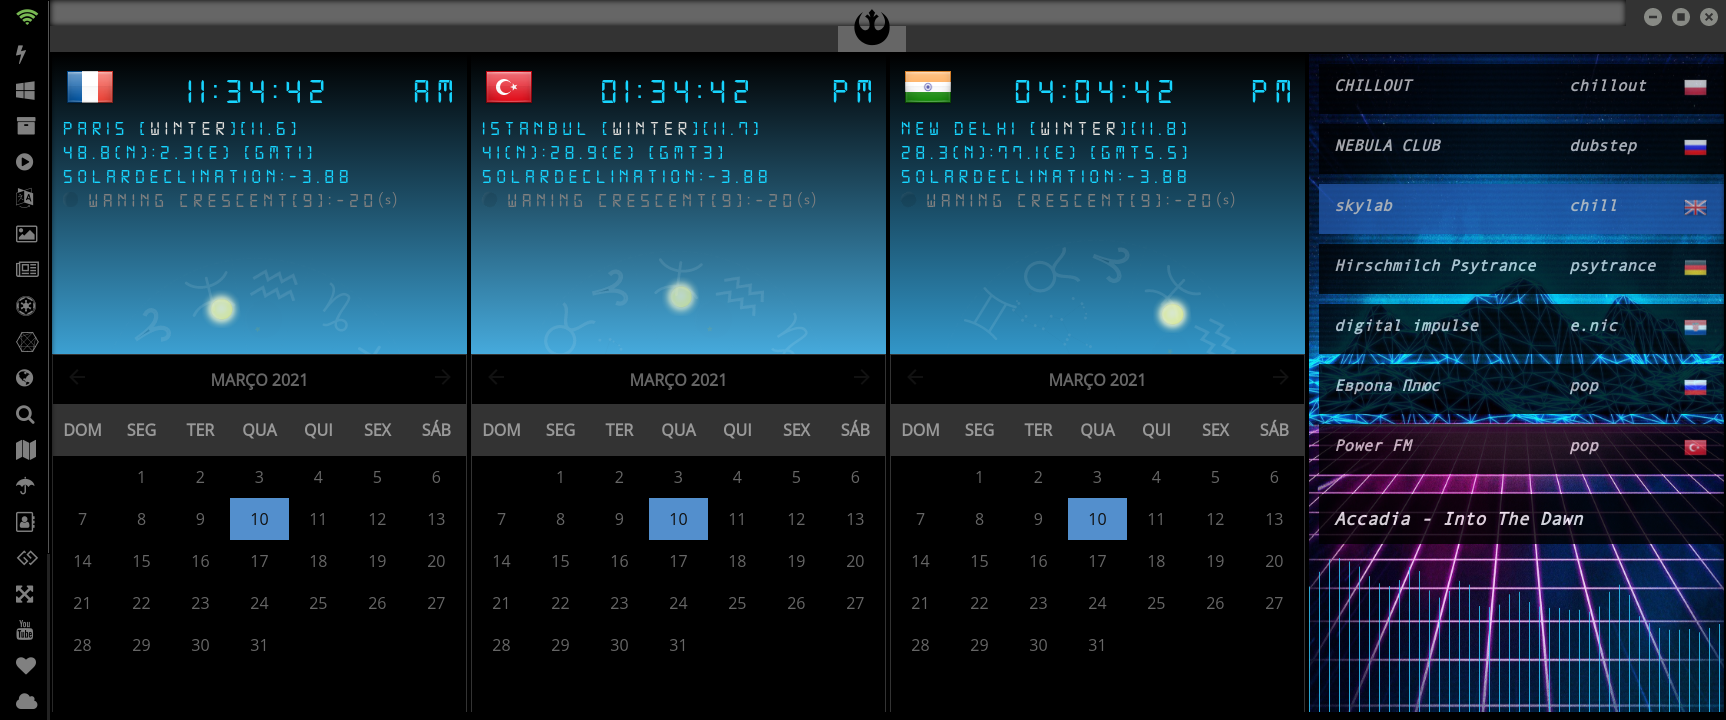 11:34:42 AM
PARIS [WINTER][11.6]
48.8(N):2.3(E) [GMT1]
SOLARDECLINATION:-3.88
WANING CRESCENT[9]:-20(s)
MARÇO 2021
DOM SEG TER QUA QUI SEX SÁB
1 2 3 4 5 6
7 8 9 10 11 12 13
14 15 16 17 18 19 20
21 22 23 24 25 26 27
28 29 30 31
01:34:42 PM
ISTANBUL [WINTER][11.7]
41(N):28.9(E) [GMT3]
SOLARDECLINATION:-3.88
WANING CRESCENT[9]:-20(s)
MARÇO 2021
DOM SEG TER QUA QUI SEX SÁB
1 2 3 4 5 6
7 8 9 10 11 12 13
14 15 16 17 18 19 20
21 22 23 24 25 26 27
28 29 30 31
04:04:42 PM
NEW DELHI [WINTER][11.8]
28.3(N):77.1(E) [GMT5.5]
SOLARDECLINATION:-3.88
WANING CRESCENT[9]:-20(s)
MARÇO 2021
DOM SEG TER QUA QUI SEX SÁB
1 2 3 4 5 6
7 8 9 10 11 12 13
14 15 16 17 18 19 20
21 22 23 24 25 26 27
28 29 30 31
CHILLOUT chillout
NEBULA CLUB dubstep
skylab chill
Hirschmilch Psytrance psytrance
digital impulse e.nic
Европа Плюс pop
Power FM pop
Accadia - Into The Dawn
You
Tube